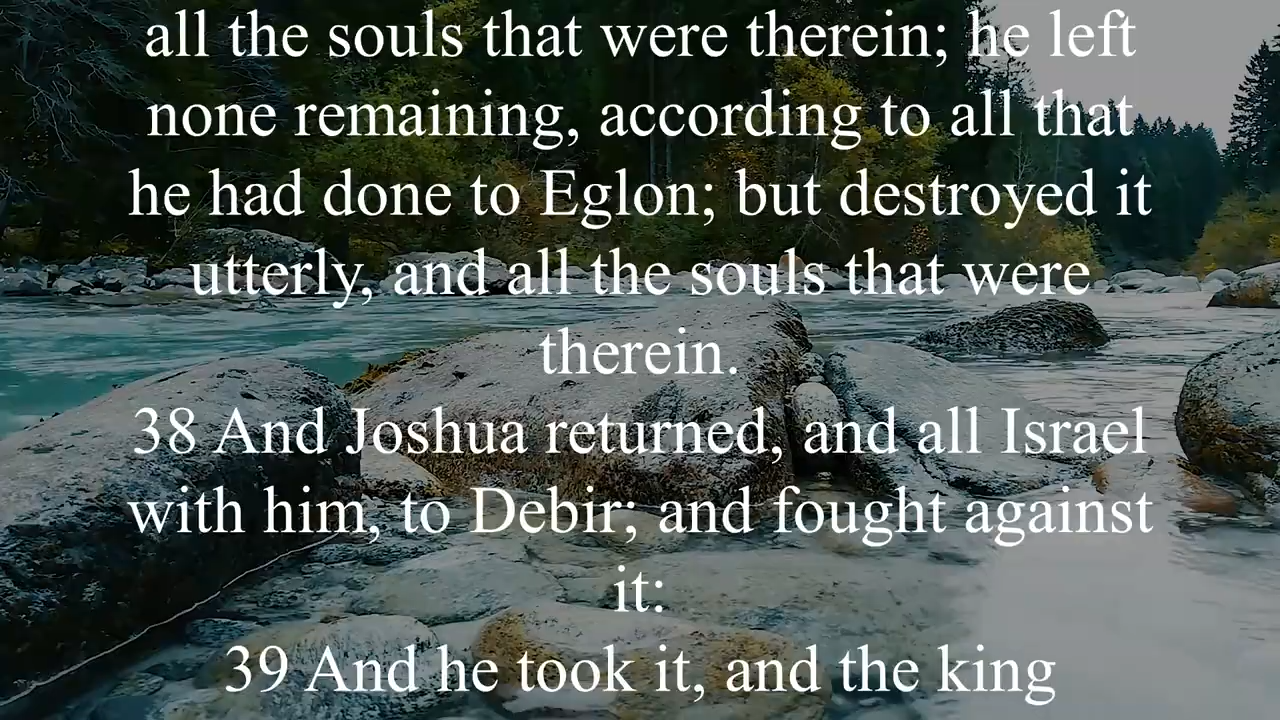 all the souls that were therein; he left
none remaining, according to all that
he had done to Eglon; but destroyed it
utterly, and all the souls that were
therein.
38 And Joshua returned, and all Israel
with him, to Debir; and fought against
it:
39 And he took it, and the king